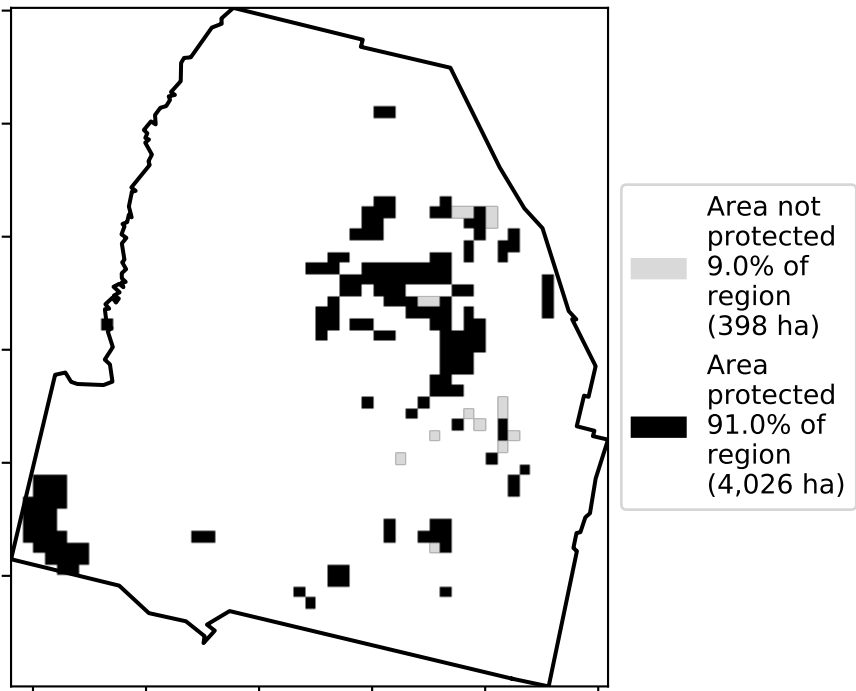 Area not
protected
9.0% of
region
(398 ha)
Area
protected
91.0% of
region
(4,026 ha)